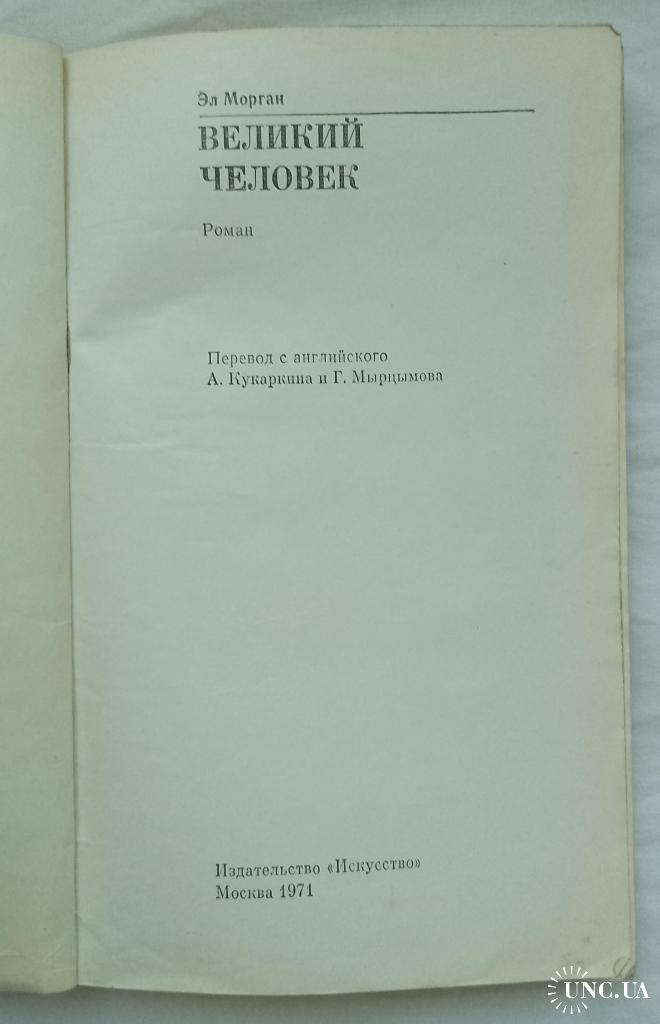 Эл Морган
ВЕЛИКИЙ
ЧЕЛОВЕК
Роман
Перевод с английского
А. Кукаркина и Г. Мырцымова
Издательство «Искусство»
Москва 1971
UNC.UA